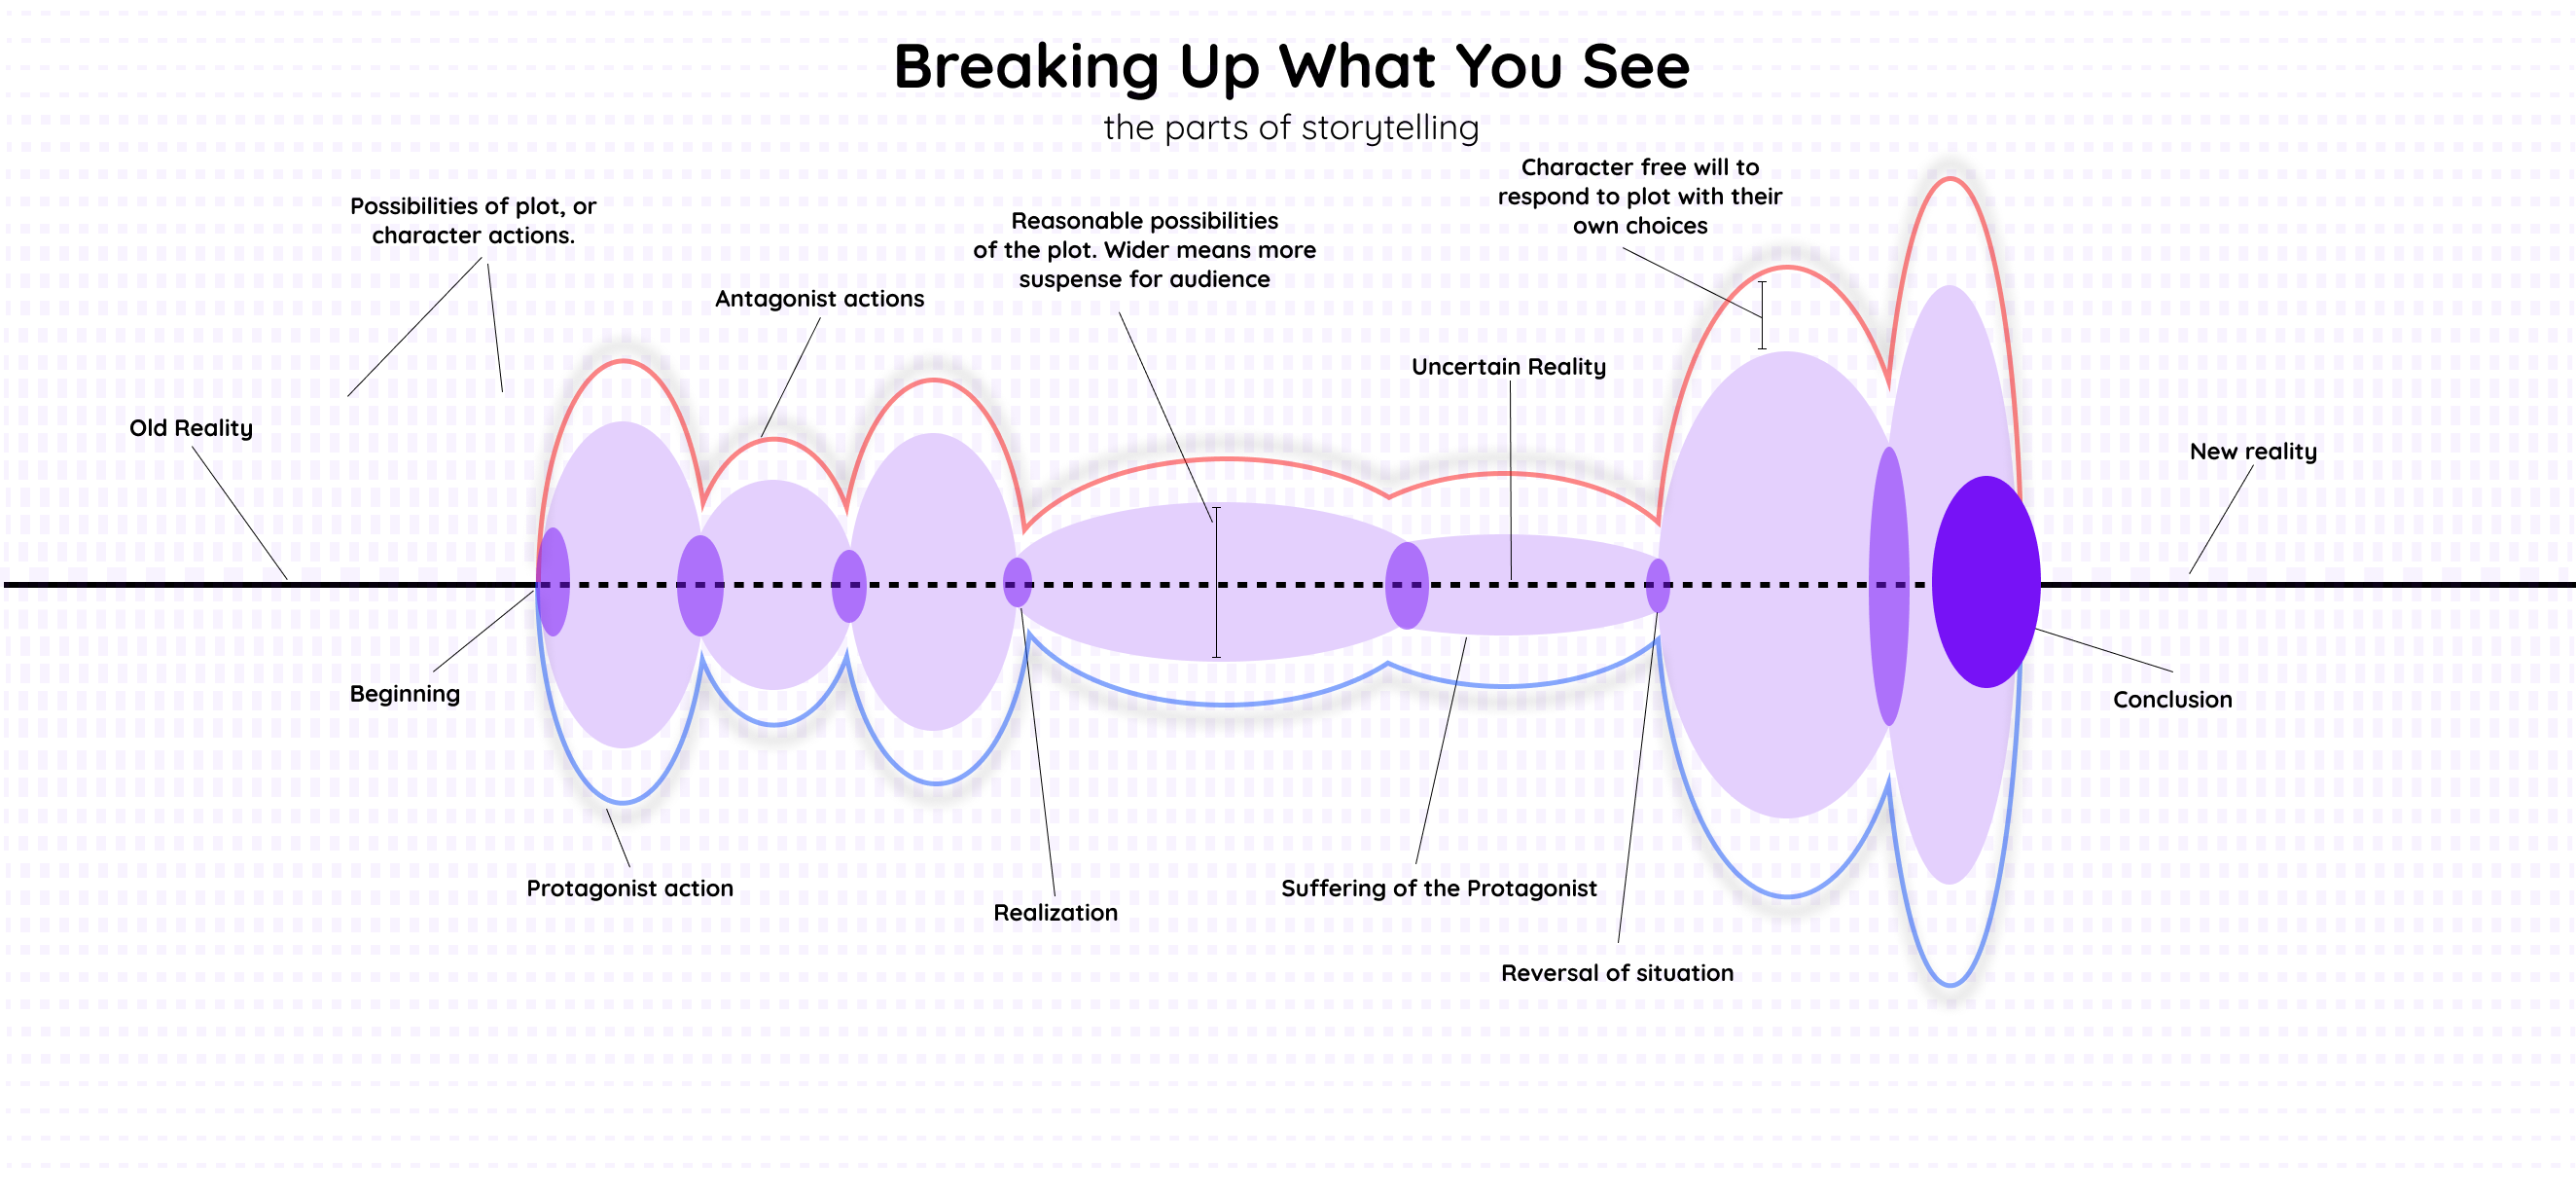 Breaking Up What You See
the parts of storytelling
Character free will to
respond to plot with their
own choices
Possibilities of plot, or
character actions.
Reasonable possibilities
of the plot. Wider means more
suspense for audience
Antagonist actions
Uncertain Reality
Old Reality
New reality
Beginning
Conclusion
Protagonist action
Suffering of the Protagonist
Realization
Reversal of situation